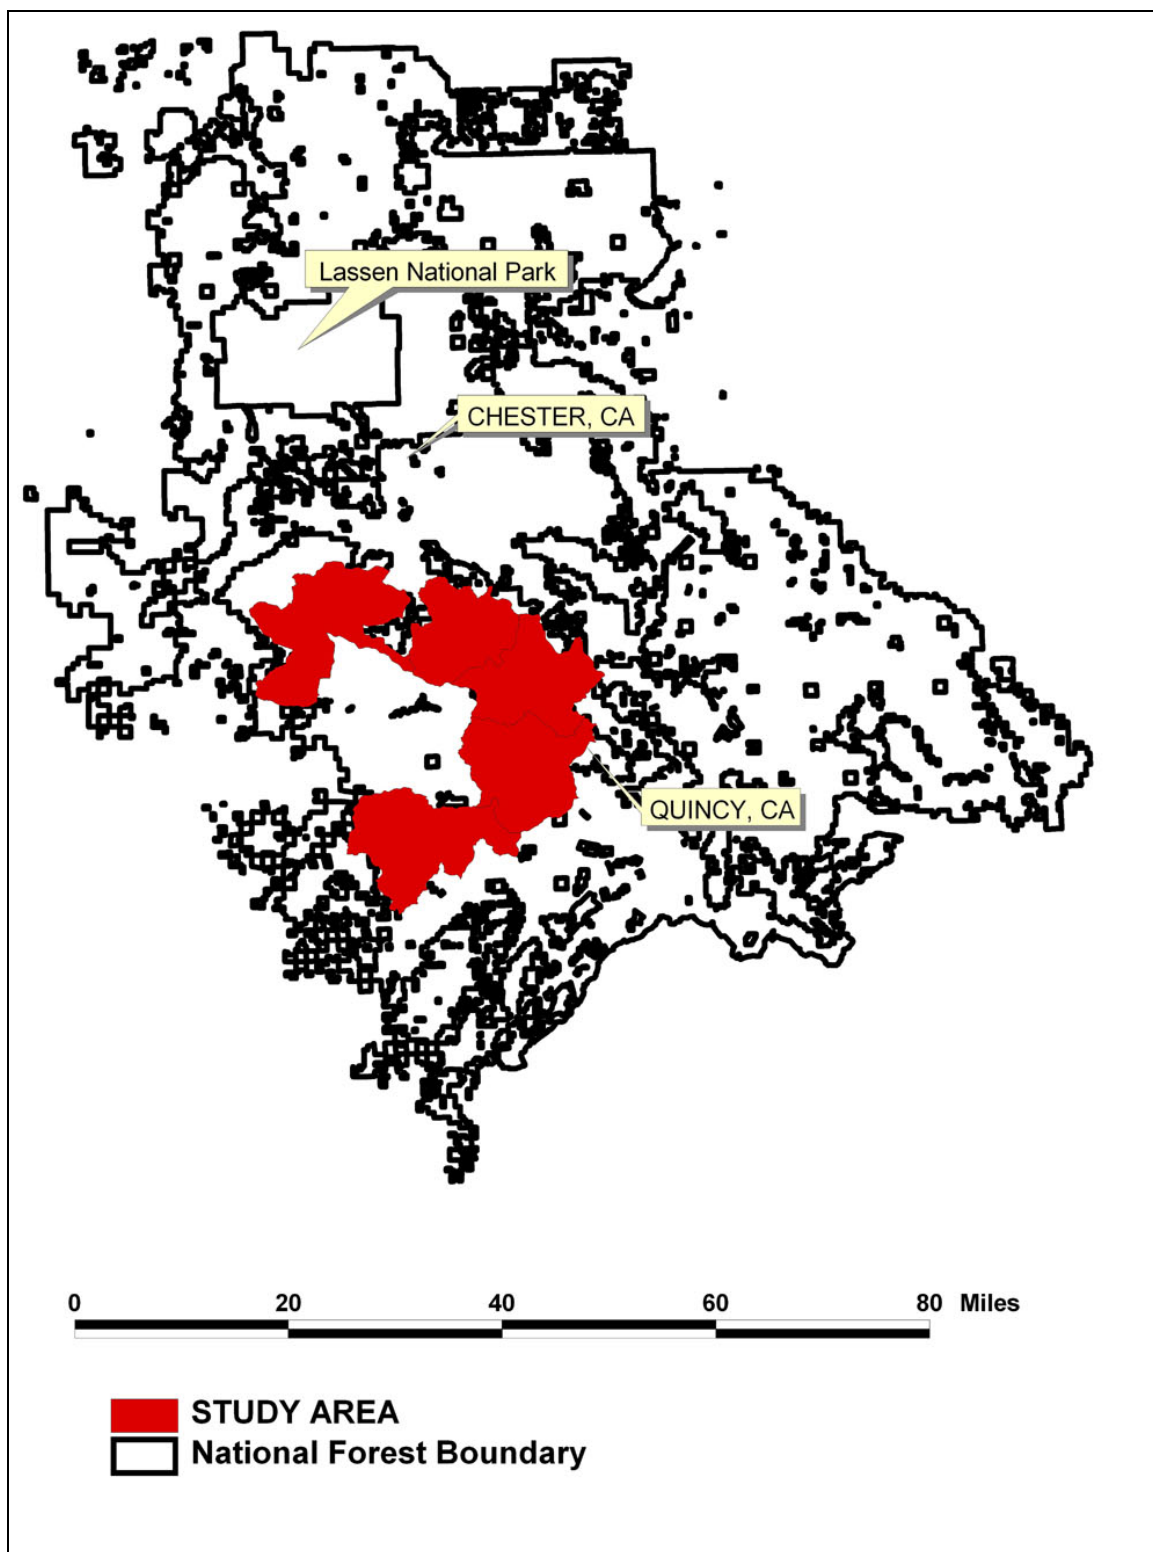 Lassen National Park
CHESTER, CA
QUINCY, CA
0 20 40 60 80 Miles
STUDY AREA
National Forest Boundary